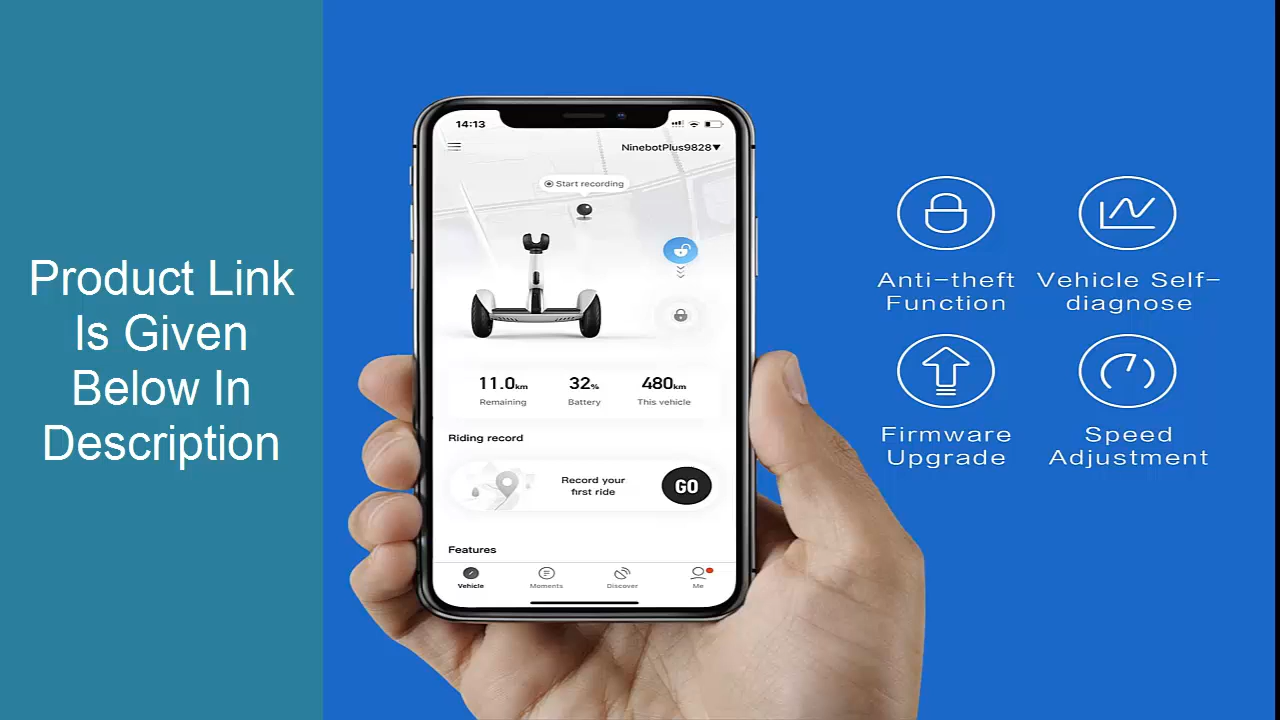 Product Link
Is Given
Below In
Description
14:13
NinebotPlus9828▼
Start recording
11.0km
32%
480km
Remaining
Battery
This vehicle
Riding record
Record your
first ride
GO
Features
Vehicle
Moments
Discover
Me
Anti-theft
Function
Vehicle Self-
diagnose
Firmware
Upgrade
Speed
Adjustment